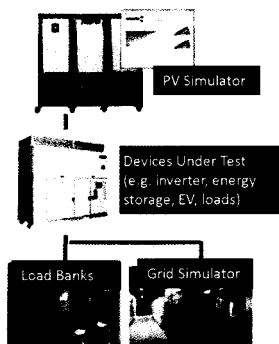 PV Simulator
Devices Under Test
(e.g. inverter, energy
storage, EV, loads)
Load Banks
Grid Simulator